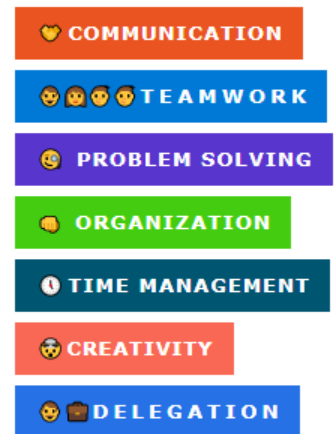 COMMUNICATION
TEAMWORK
PROBLEM SOLVING
ORGANIZATION
TIME MANAGEMENT
CREATIVITY
DELEGATION